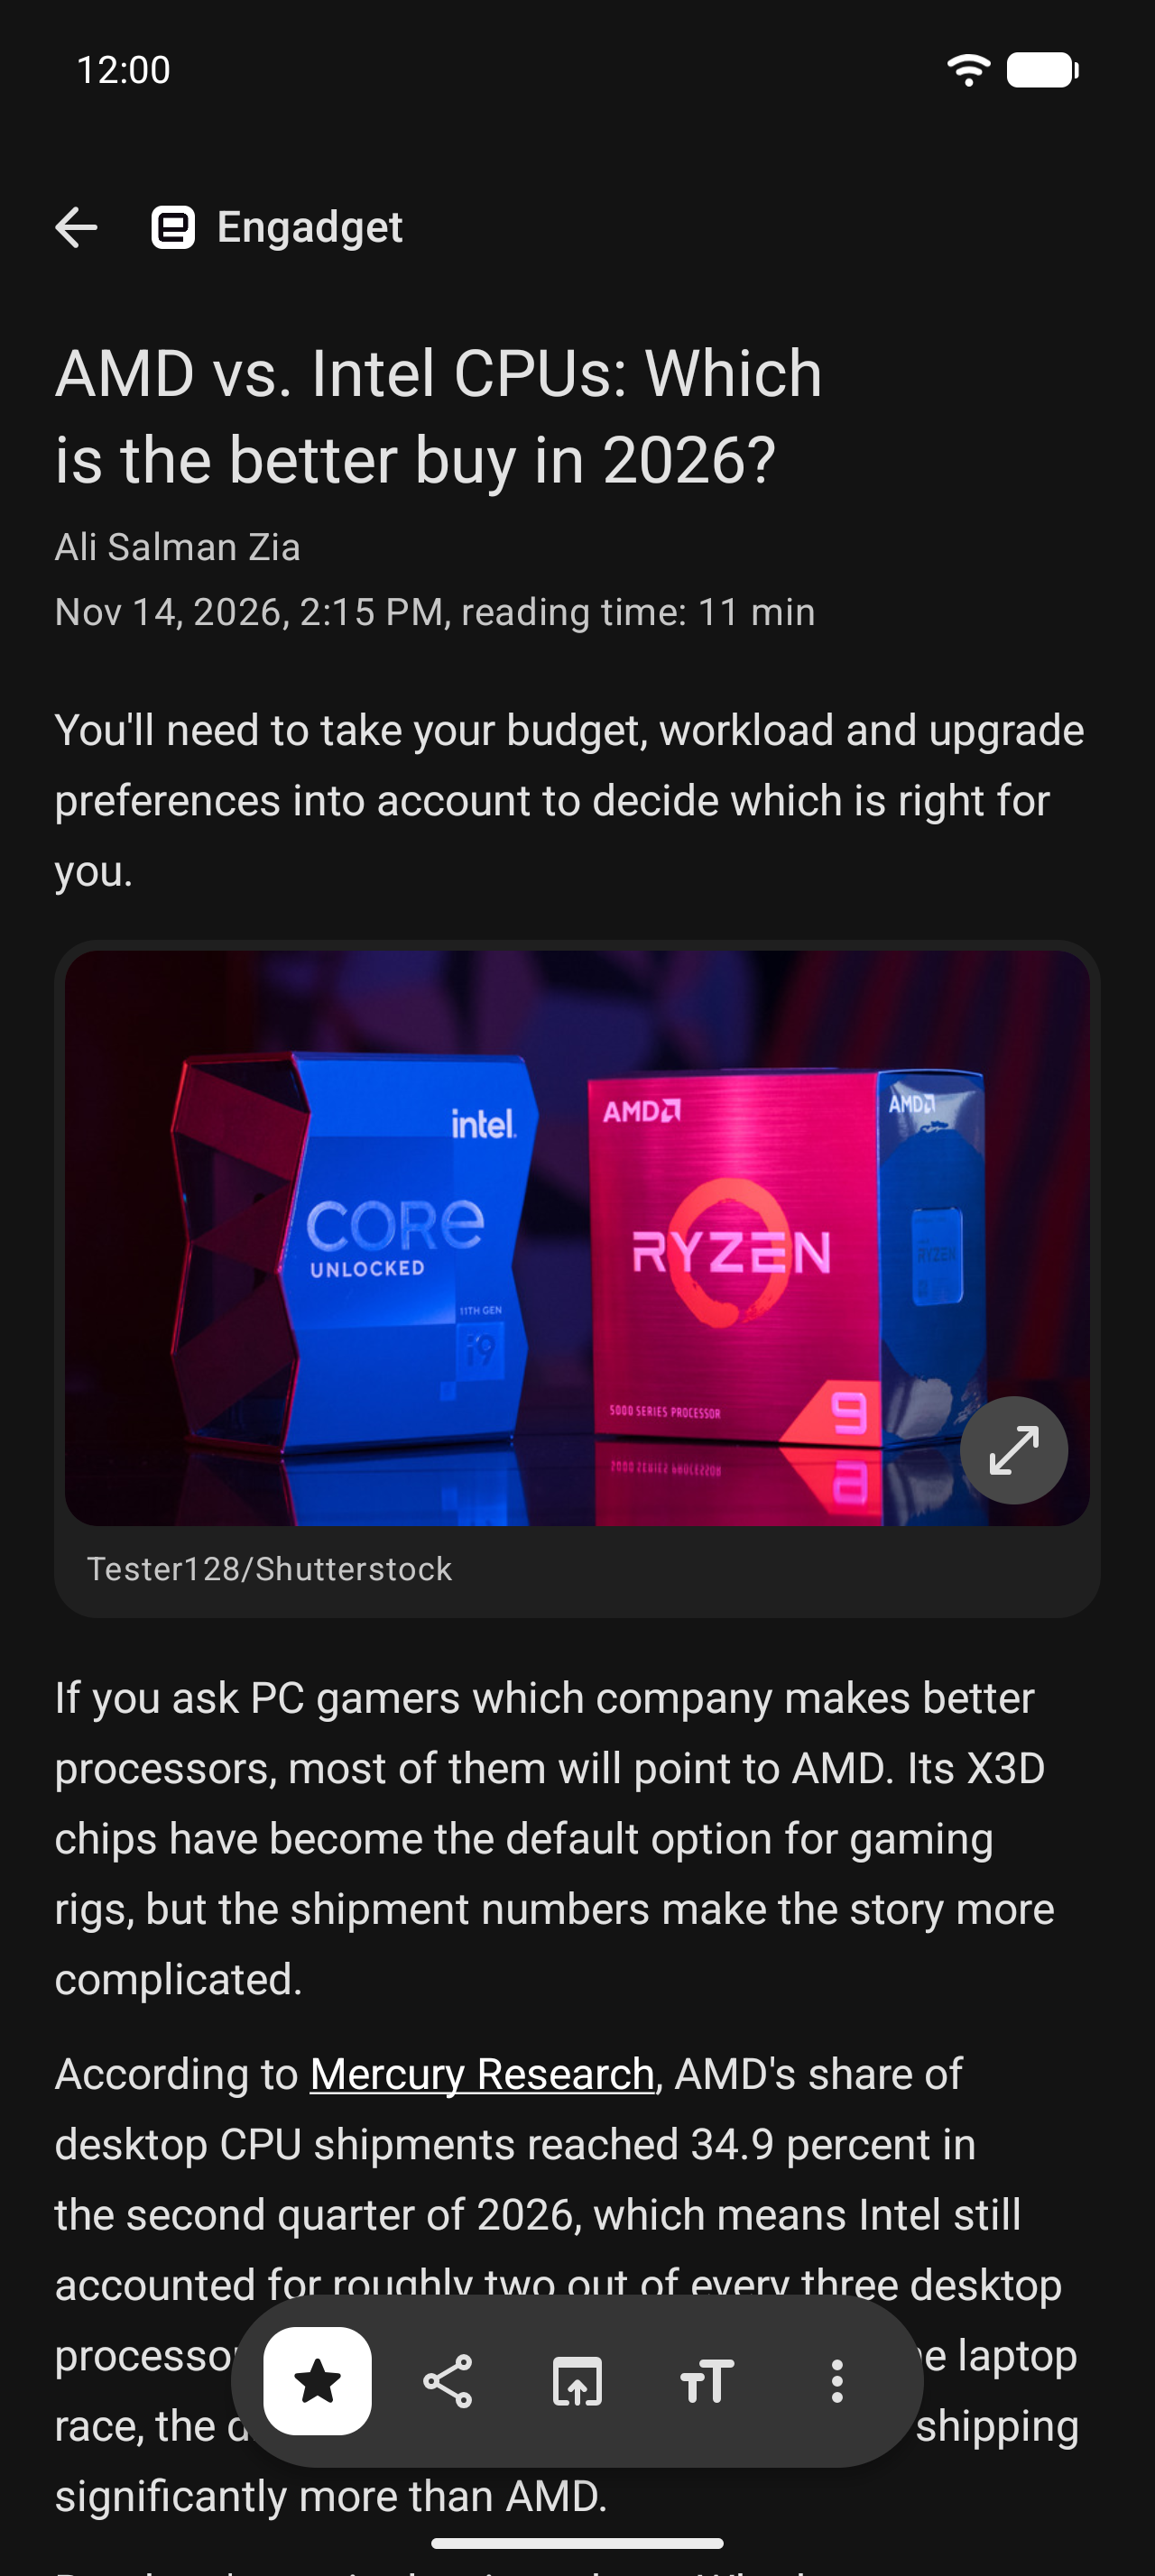 12:00
Engadget
AMD vs. Intel CPUs: Which
is the better buy in 2026?
Ali Salman Zia
Nov 14, 2026, 2:15 PM, reading time: 11 min
You'll need to take your budget, workload and upgrade
preferences into account to decide which is right for
you.
intel.
CORe
UNLOCKED
11TH GEN
i9
AMD
RYZEN
5000 SERIES PROCESSOR
9
AMD
RYZEN
Tester128/Shutterstock
If you ask PC gamers which company makes better
processors, most of them will point to AMD. Its X3D
chips have become the default option for gaming
rigs, but the shipment numbers make the story more
complicated.
According to Mercury Research, AMD's share of
desktop CPU shipments reached 34.9 percent in
the second quarter of 2026, which means Intel still
accounted for roughly two out of every three desktop
laptop
race, the
shipping
significantly more than AMD.